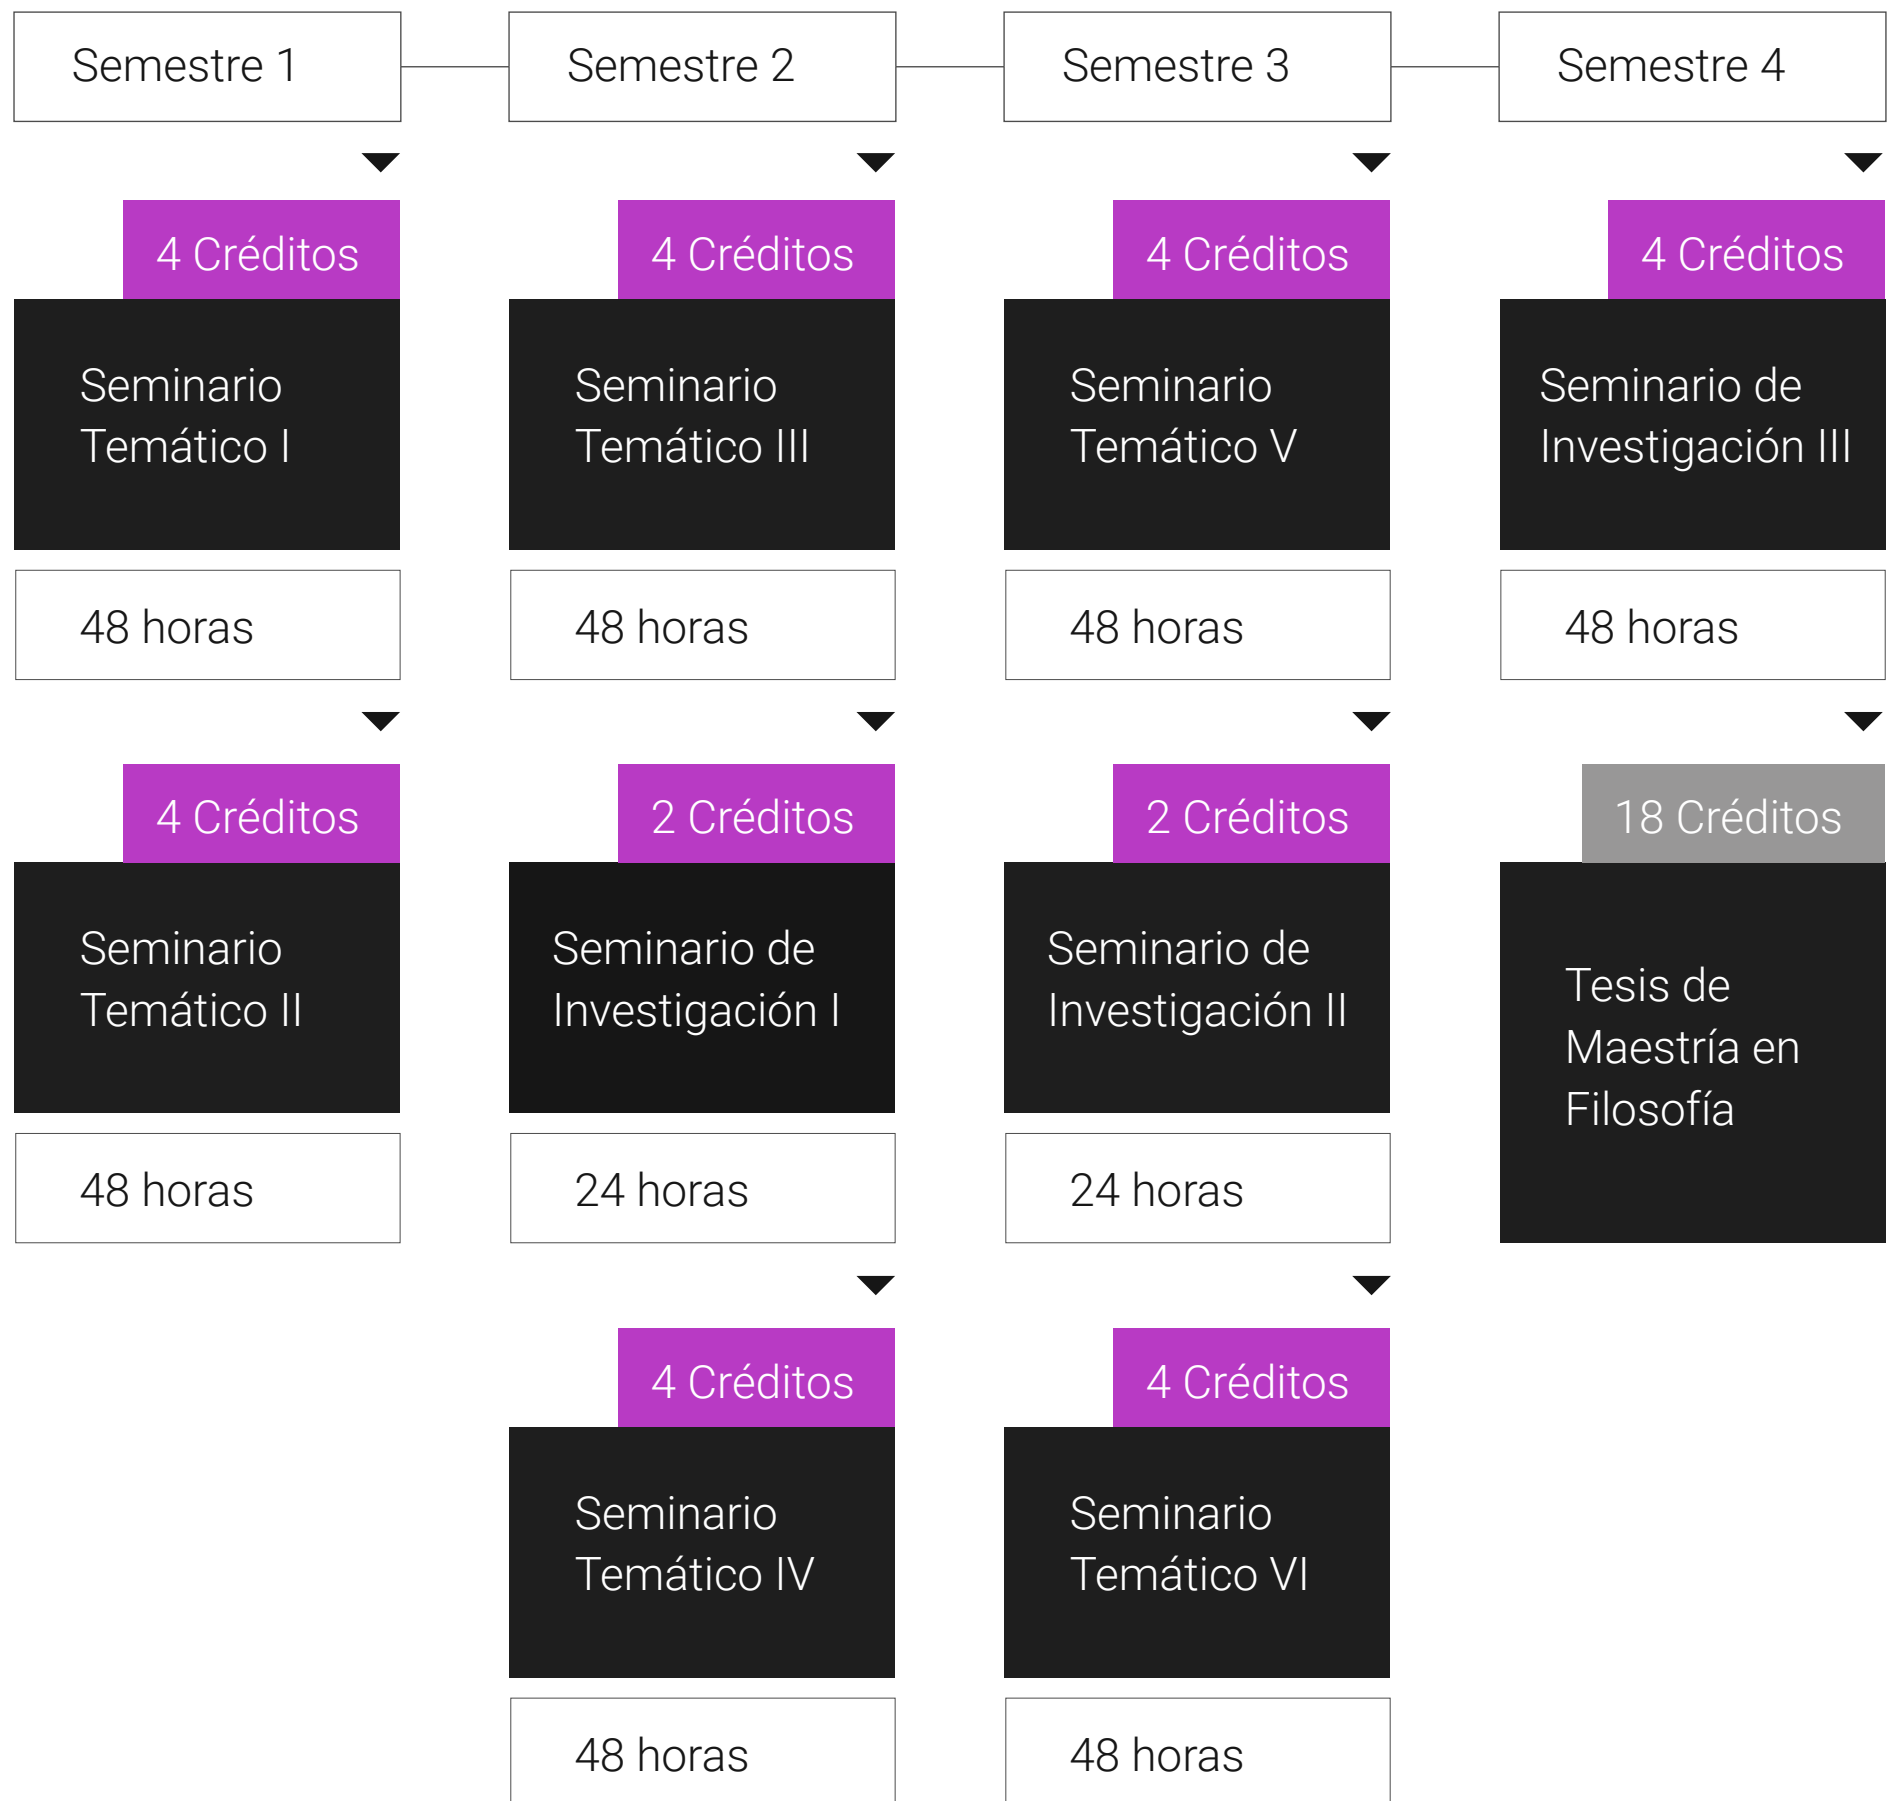 Semestre 1
Semestre 2
Semestre 3
Semestre 4
4 Créditos
4 Créditos
4 Créditos
4 Créditos
Seminario
Temático I
Seminario
Temático III
Seminario
Temático V
Seminario de
Investigación III
48 horas
48 horas
48 horas
48 horas
4 Créditos
2 Créditos
2 Créditos
18 Créditos
Seminario
Temático II
Seminario de
Investigación I
Seminario de
Investigación II
Tesis de
Maestría en
Filosofía
48 horas
24 horas
24 horas
4 Créditos
4 Créditos
Seminario
Temático IV
Seminario
Temático VI
48 horas
48 horas